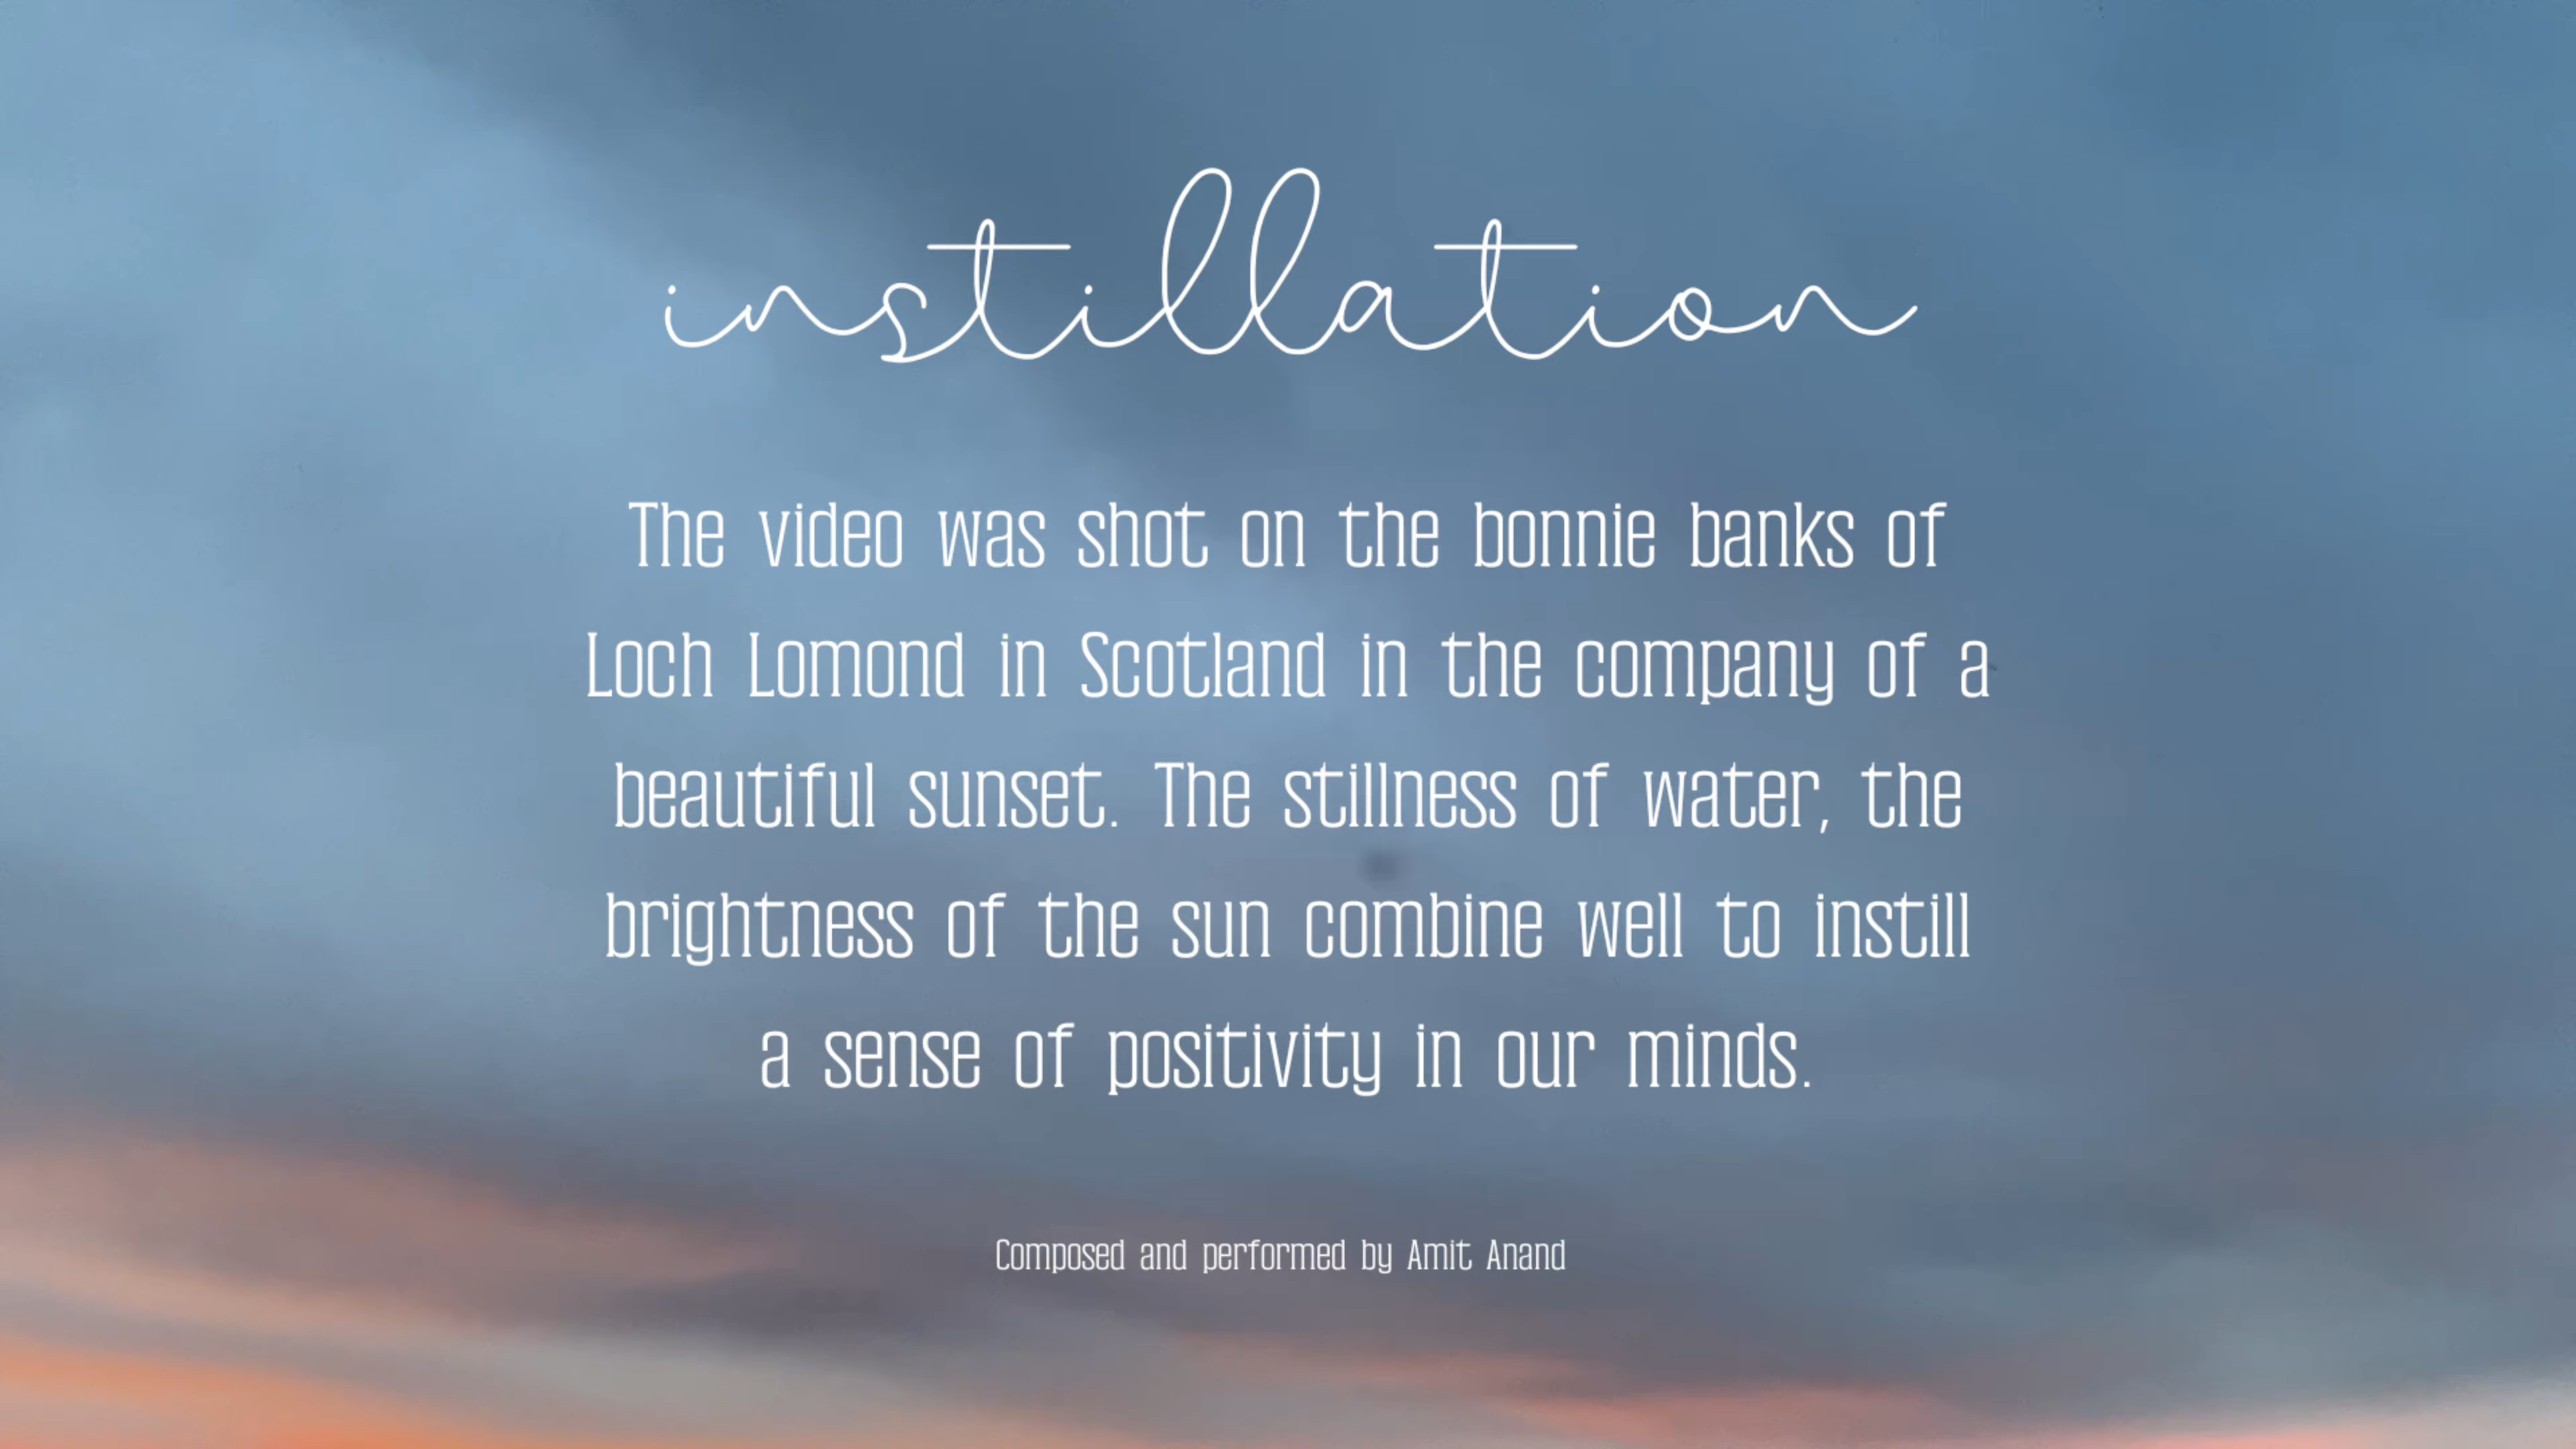 instillation
The video was shot on the bonnie banks of
Loch Lomond in Scotland in the company of a
beautiful sunset. The stillness of water, the
brightness of the sun combine well to instill
a sense of positivity in our minds.
Composed and performed by Amit Anand